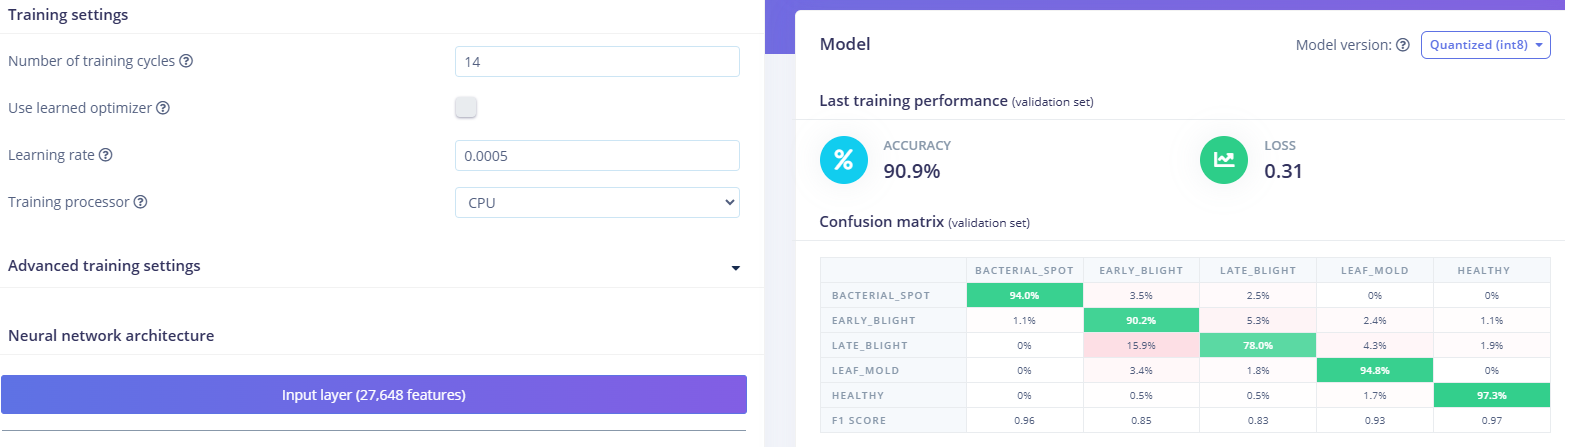 Training settings
Number of training cycles
14
Use learned optimizer
Learning rate
0.0005
Training processor
CPU
Advanced training settings
Neural network architecture
Input layer (27,648 features)
Model
Model version: Quantized (int8)
Last training performance (validation set)
%
ACCURACY
90.9%
LOSS
0.31
Confusion matrix (validation set)
BACTERIAL_SPOT EARLY_BLIGHT LATE_BLIGHT LEAF_MOLD HEALTHY
BACTERIAL_SPOT 94.0% 3.5% 2.5% 0% 0%
EARLY_BLIGHT 1.1% 90.2% 5.3% 2.4% 1.1%
LATE_BLIGHT 0% 15.9% 78.0% 4.3% 1.9%
LEAF_MOLD 0% 3.4% 1.8% 94.8% 0%
HEALTHY 0% 0.5% 0.5% 1.7% 97.3%
F1 SCORE 0.96 0.85 0.83 0.93 0.97